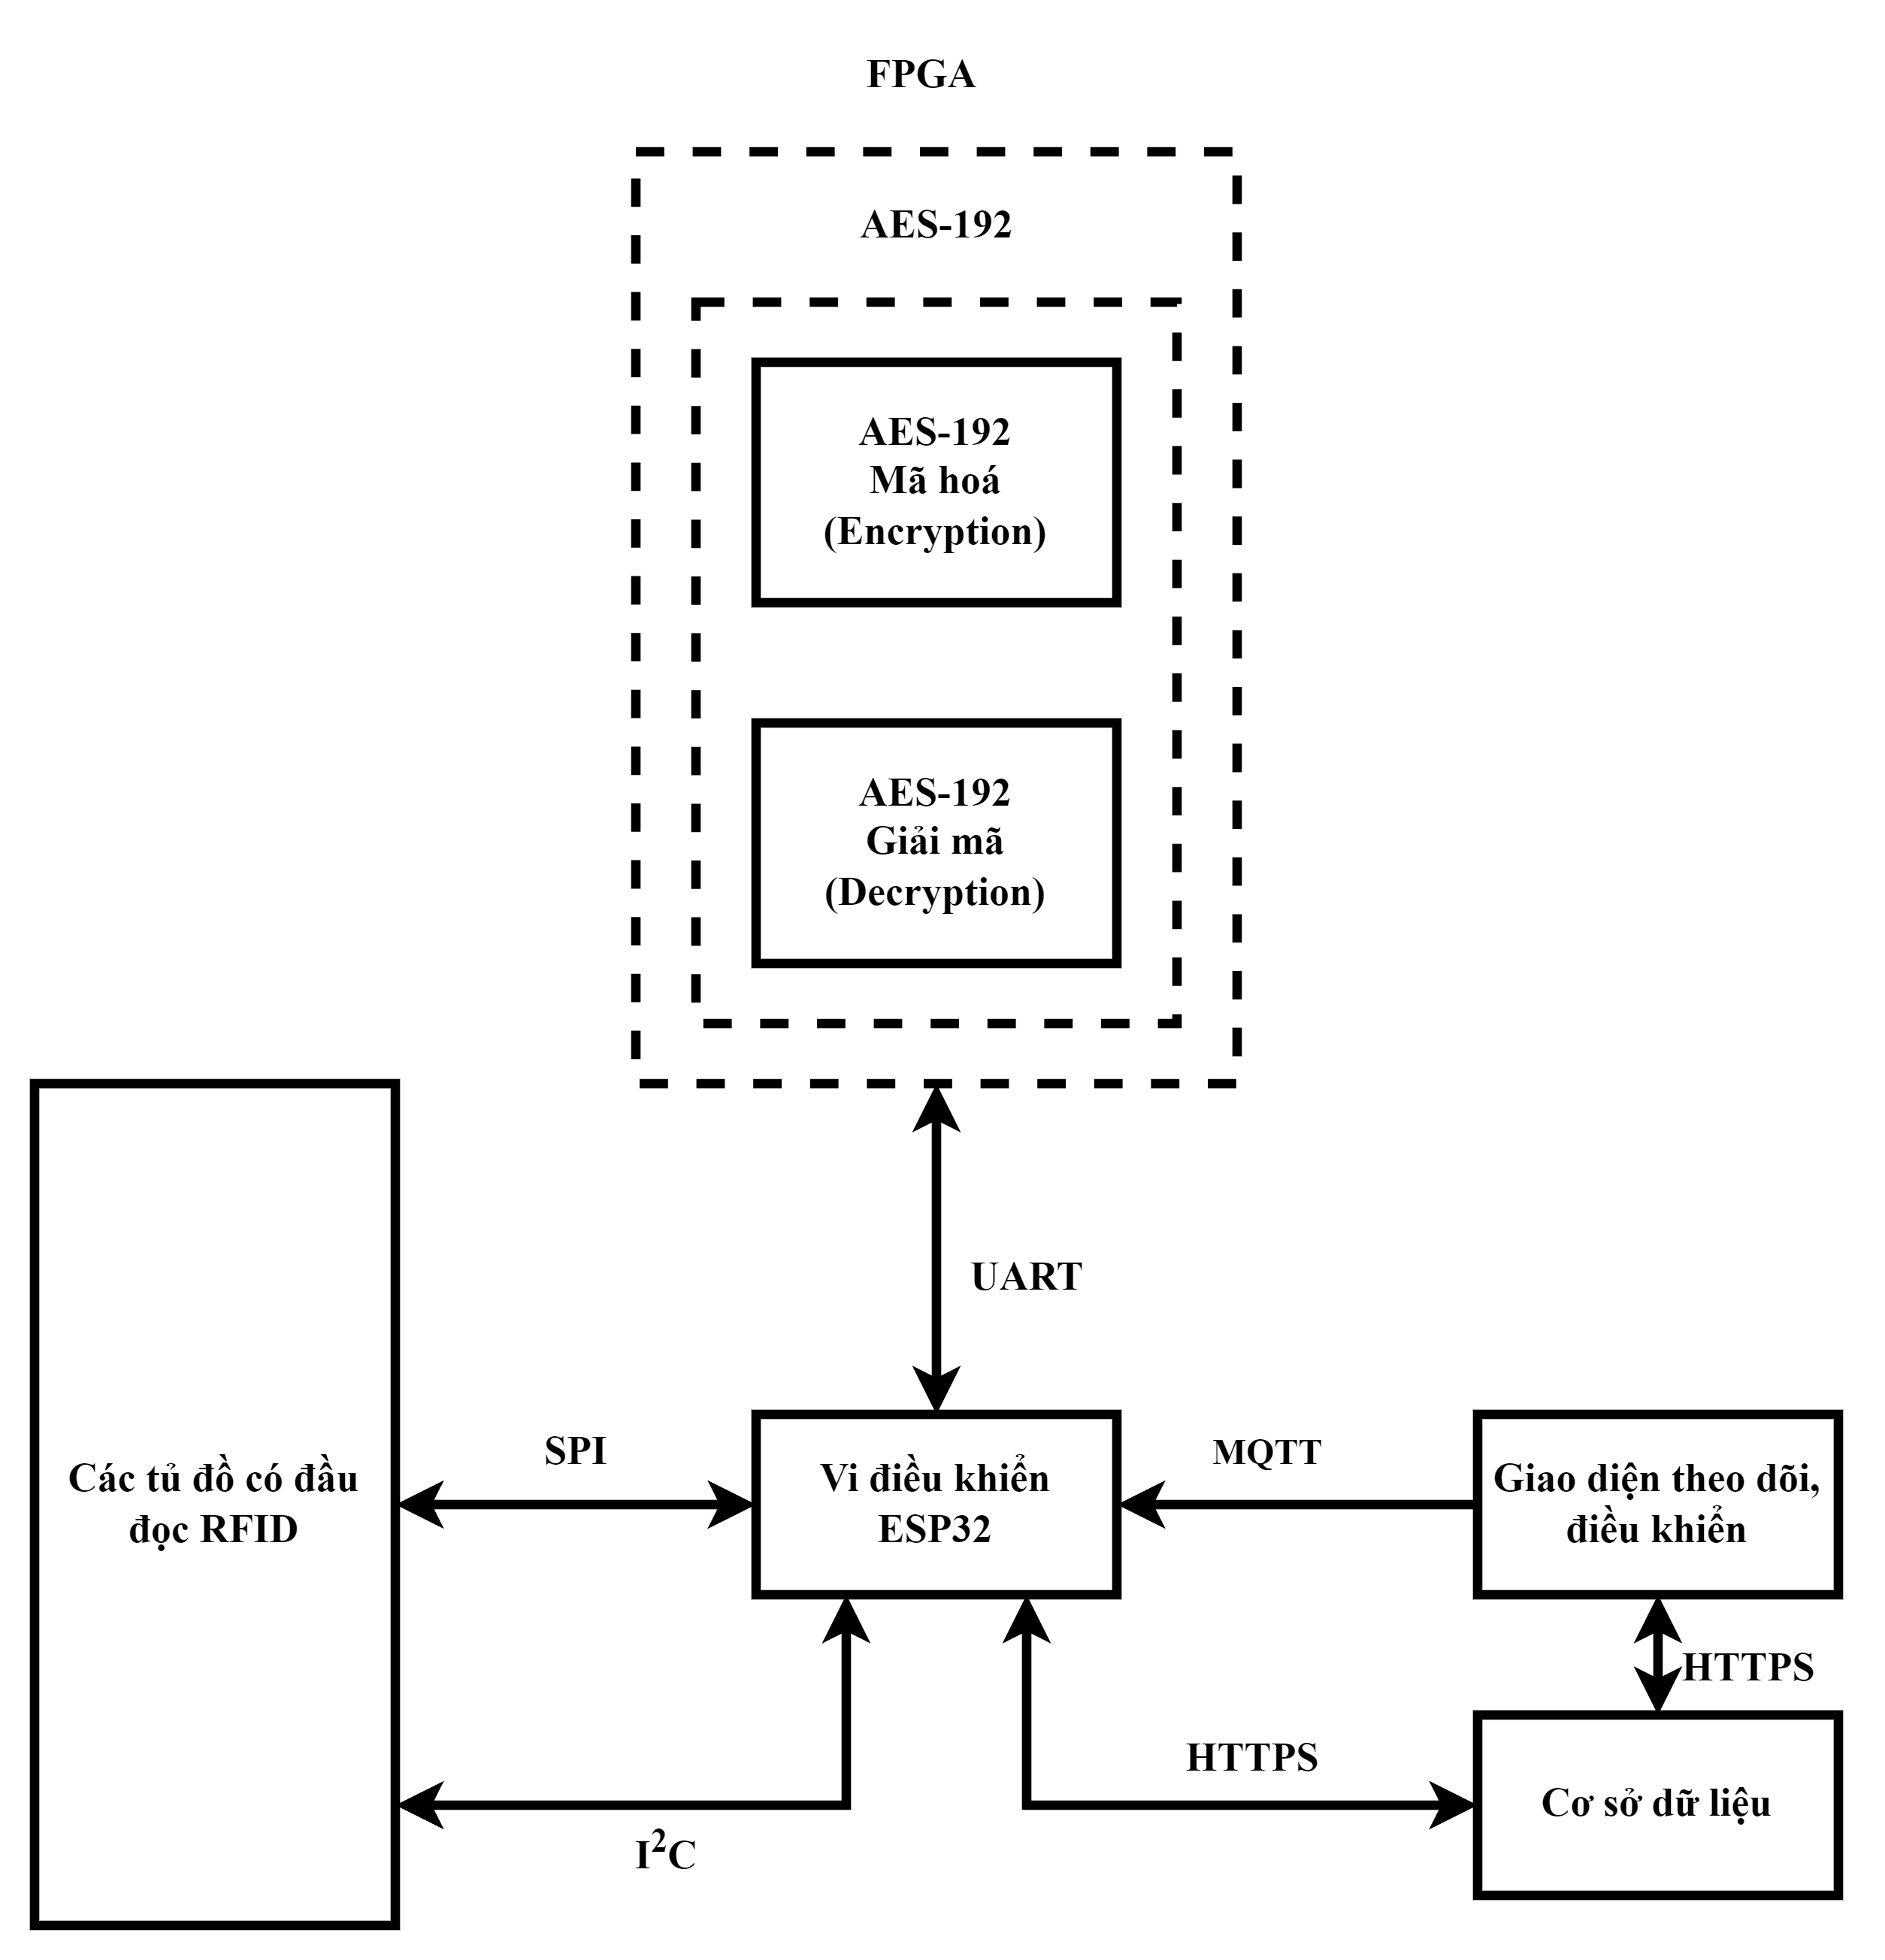 FPGA
AES-192
AES-192
Mã hoá
(Encryption)
AES-192
Giải mã
(Decryption)
UART
SPI
MQTT
Các tủ đồ có đầu
đọc RFID
Vi điều khiển
ESP32
Giao diện theo dõi,
điều khiển
HTTPS
HTTPS
Cơ sở dữ liệu
I²C